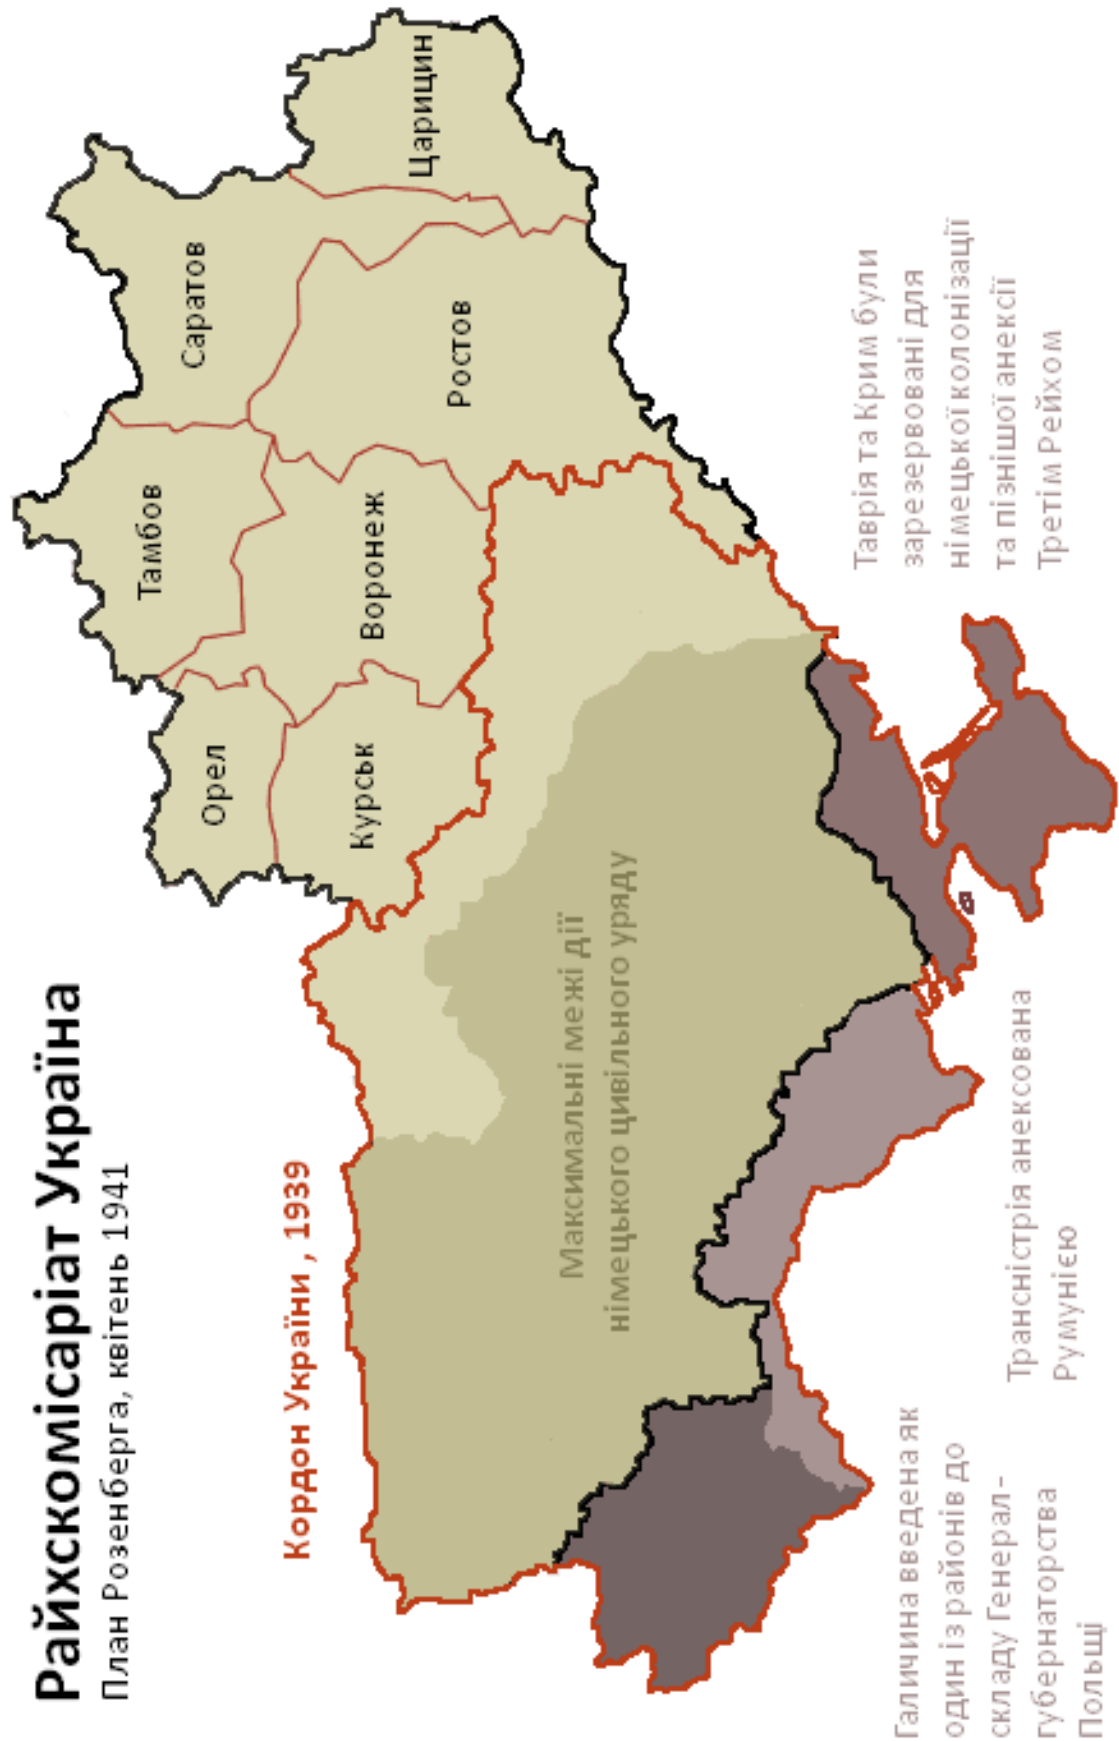 Райхскомісаріат Україна
План Розенберга, квітень 1941
Кордон України , 1939
Орел
Тамбов
Саратов
Царицин
Курськ
Воронеж
Ростов
Максимальні межі дії
німецького цивільного уряду
Галичина введена як
один із районів до
складу Генерал-
губернаторства
Польщі
Трансністрія анексована
Румунією
Таврія та Крим були
зарезервовані для
німецької колонізації
та пізнішої анексії
Третім Рейхом